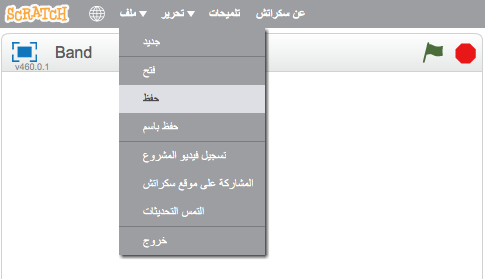 SCRATCH ملف ▼ تحرير ▼ تلميحات عن سكراتش
Band
v460.0.1
جديد
فتح
حفظ
حفظ باسم
تسجيل فيديو المشروع
المشاركة على موقع سكراتش
التمس التحديثات
خروج